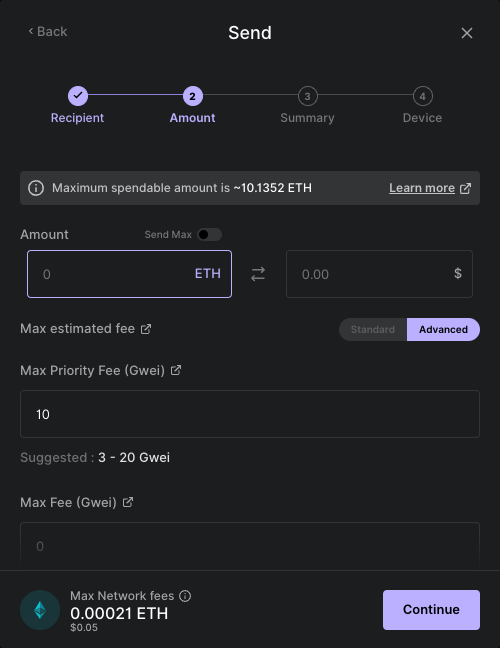 Back
Send
2
3
4
Recipient
Amount
Summary
Device
Maximum spendable amount is ~10.1352 ETH
Learn more
Amount
Send Max
0 ETH
0.00 $
Max estimated fee
Standard
Advanced
Max Priority Fee (Gwei)
10
Suggested : 3 - 20 Gwei
Max Fee (Gwei)
0
Max Network fees
0.00021 ETH
$0.05
Continue